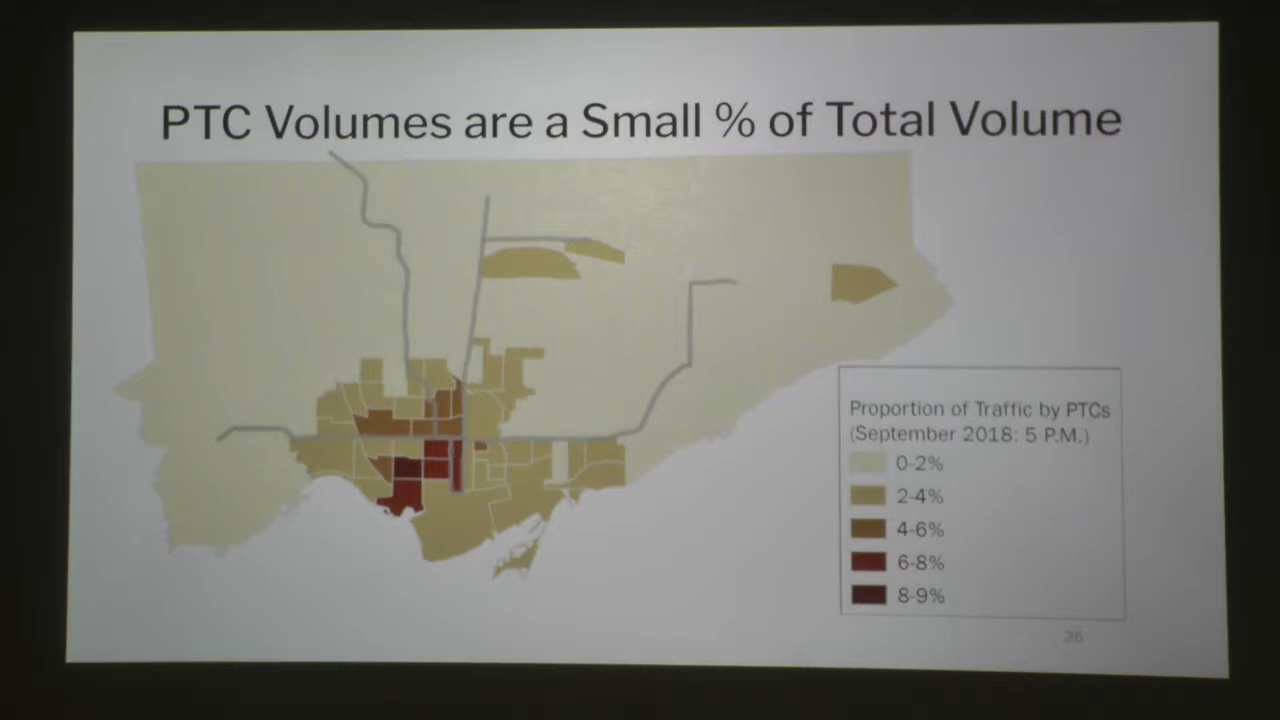 PTC Volumes are a Small % of Total Volume
Proportion of Traffic by PTCs
(September 2018: 5 P.M.)
0-2%
2-4%
4-6%
6-8%
8-9%
26